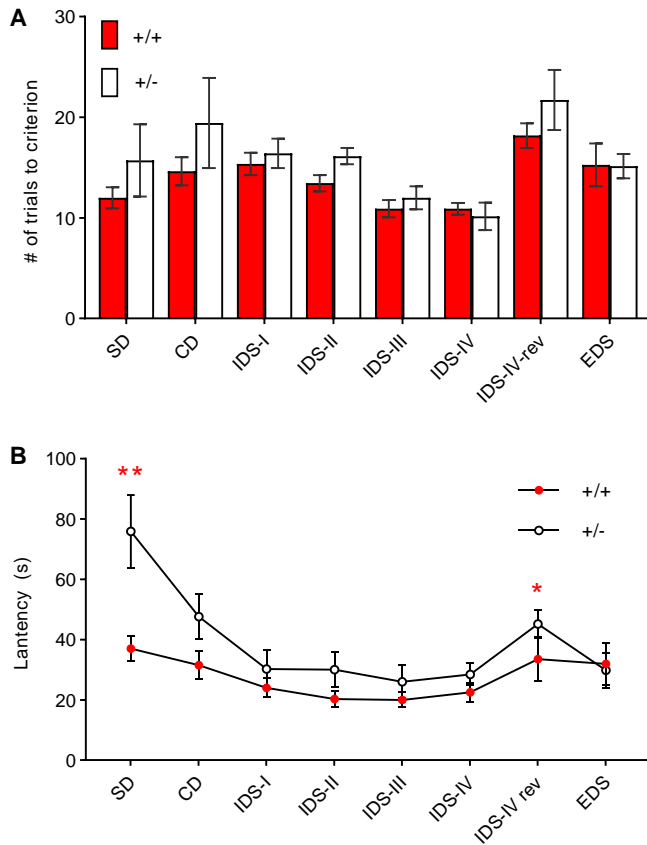 A
30
20
10
0
# of trials to criterion
+/+
+/-
SD
CD
IDS-I
IDS-II
IDS-III
IDS-IV
IDS-IV-rev
EDS
B
100
80
60
40
20
0
Lantency (s)
**
*
+/+
+/-
SD
CD
IDS-I
IDS-II
IDS-III
IDS-IV
IDS-IV rev
EDS